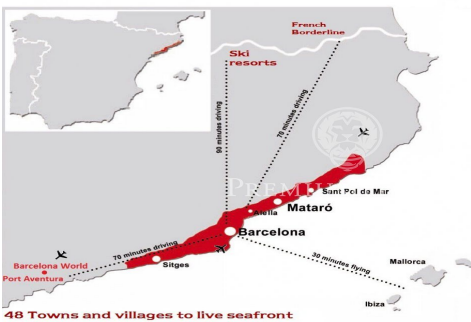 French
Borderline
Ski
resorts
90 minutes driving
70 minutes driving
PREMIU
Sant Pol de Mar
Alella
Mataró
Barcelona
70 minutes driving
30 minutes flying
Barcelona World
Port Aventura
Sitges
Mallorca
Ibiza
48 Towns and villages to live seafront